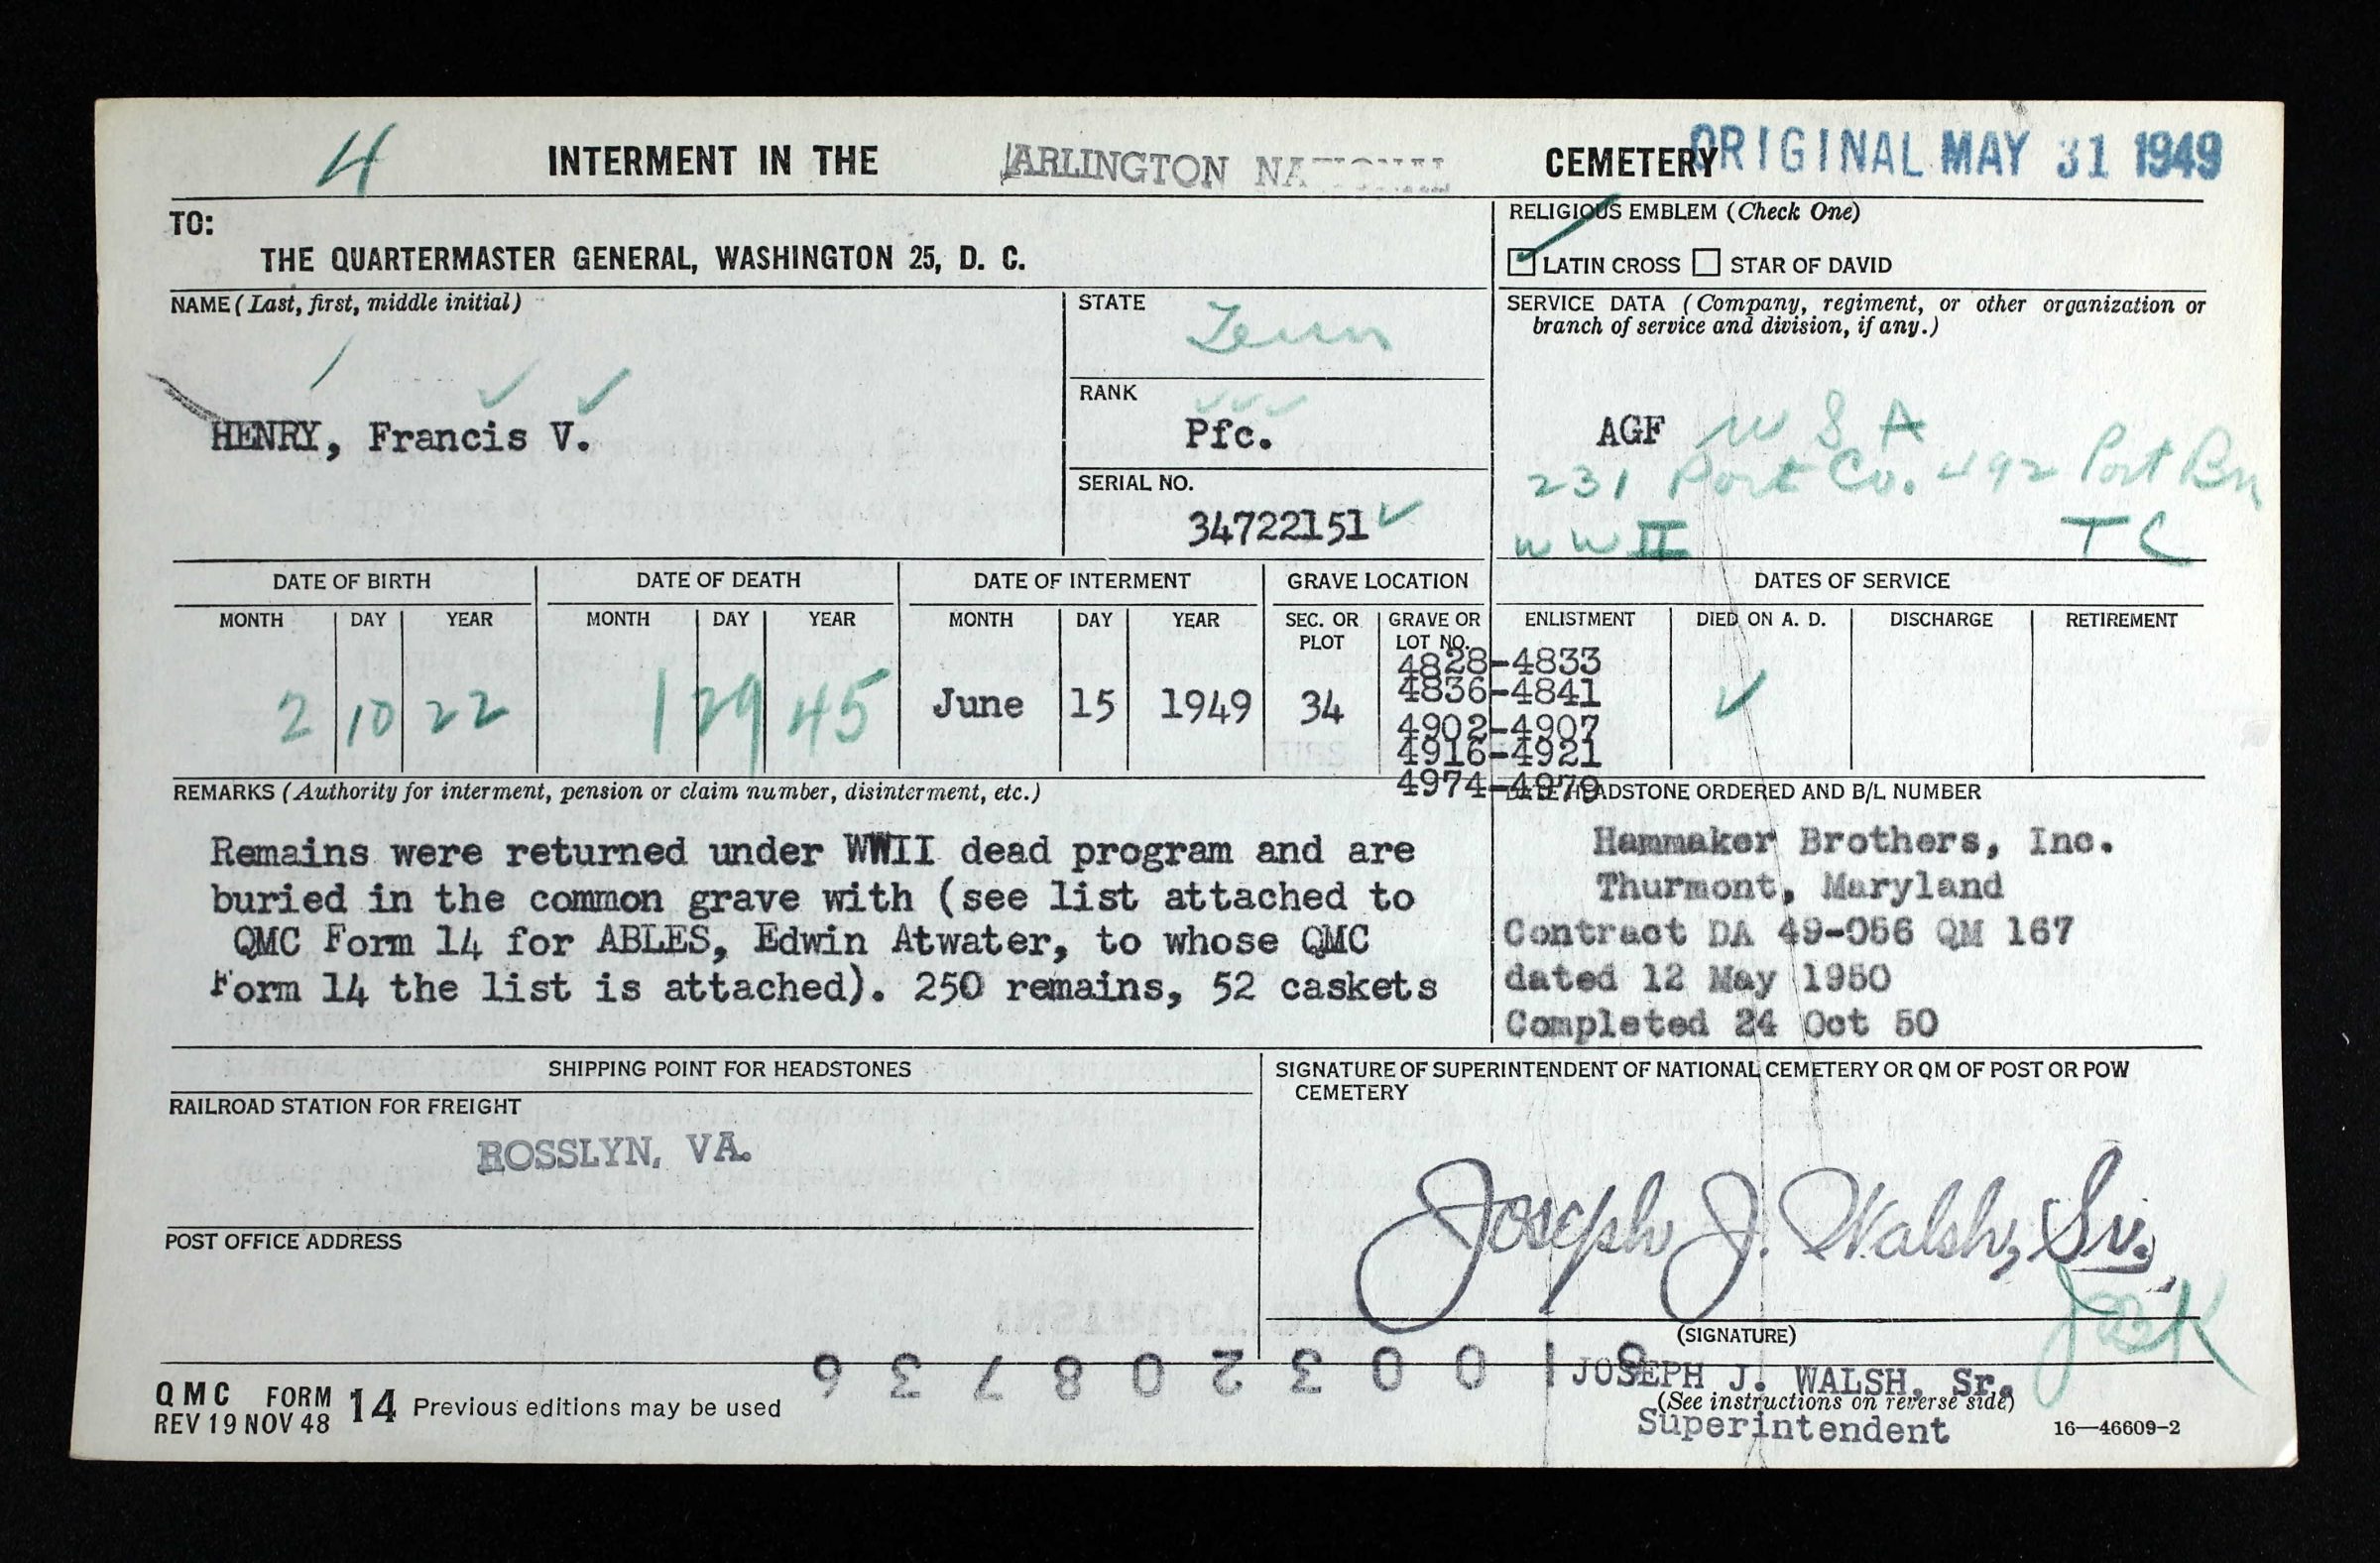 4 INTERMENT IN THE ARLINGTON NATIONAL CEMETERY ORIGINAL MAY 31 1949
TO:
THE QUARTERMASTER GENERAL, WASHINGTON 25, D. C.
RELIGIOUS EMBLEM (Check One)
LATIN CROSS STAR OF DAVID
NAME (Last, first, middle initial)
HENRY, Francis V.
STATE
Tenn
RANK
Pfc.
SERIAL NO.
34722151
SERVICE DATA (Company, regiment, or other organization or
branch of service and division, if any.)
AGF USA
231 Port Co. 492 Port Bn
WW II TC
DATE OF BIRTH DATE OF DEATH DATE OF INTERMENT GRAVE LOCATION DATES OF SERVICE
MONTH DAY YEAR MONTH DAY YEAR MONTH DAY YEAR SEC. OR GRAVE OR ENLISTMENT DIED ON A. D. DISCHARGE RETIREMENT
PLOT LOT NO.
4828-4833
4836-4841
2 10 22 1 29 45 June 15 1949 34 4902-4907
4916-4921
4974-4979
REMARKS (Authority for interment, pension or claim number, disinterment, etc.)
Remains were returned under WWII dead program and are
buried in the common grave with (see list attached to
QMC Form 14 for ABLES, Edwin Atwater, to whose QMC
Form 14 the list is attached). 250 remains, 52 caskets
DATE HEADSTONE ORDERED AND B/L NUMBER
Hammaker Brothers, Inc.
Thurmont, Maryland
Contract DA 49-056 QM 167
dated 12 May 1950
Completed 24 Oct 50
SHIPPING POINT FOR HEADSTONES
RAILROAD STATION FOR FREIGHT
ROSSLYN, VA.
POST OFFICE ADDRESS
SIGNATURE OF SUPERINTENDENT OF NATIONAL CEMETERY OR QM OF POST OR POW
CEMETERY
Joseph J. Walsh, Sr.
JBK
(SIGNATURE)
JOSEPH J. WALSH, Sr.
(See instructions on reverse side)
Superintendent
QMC FORM 14 Previous editions may be used
REV 19 NOV 48
16—46609-2